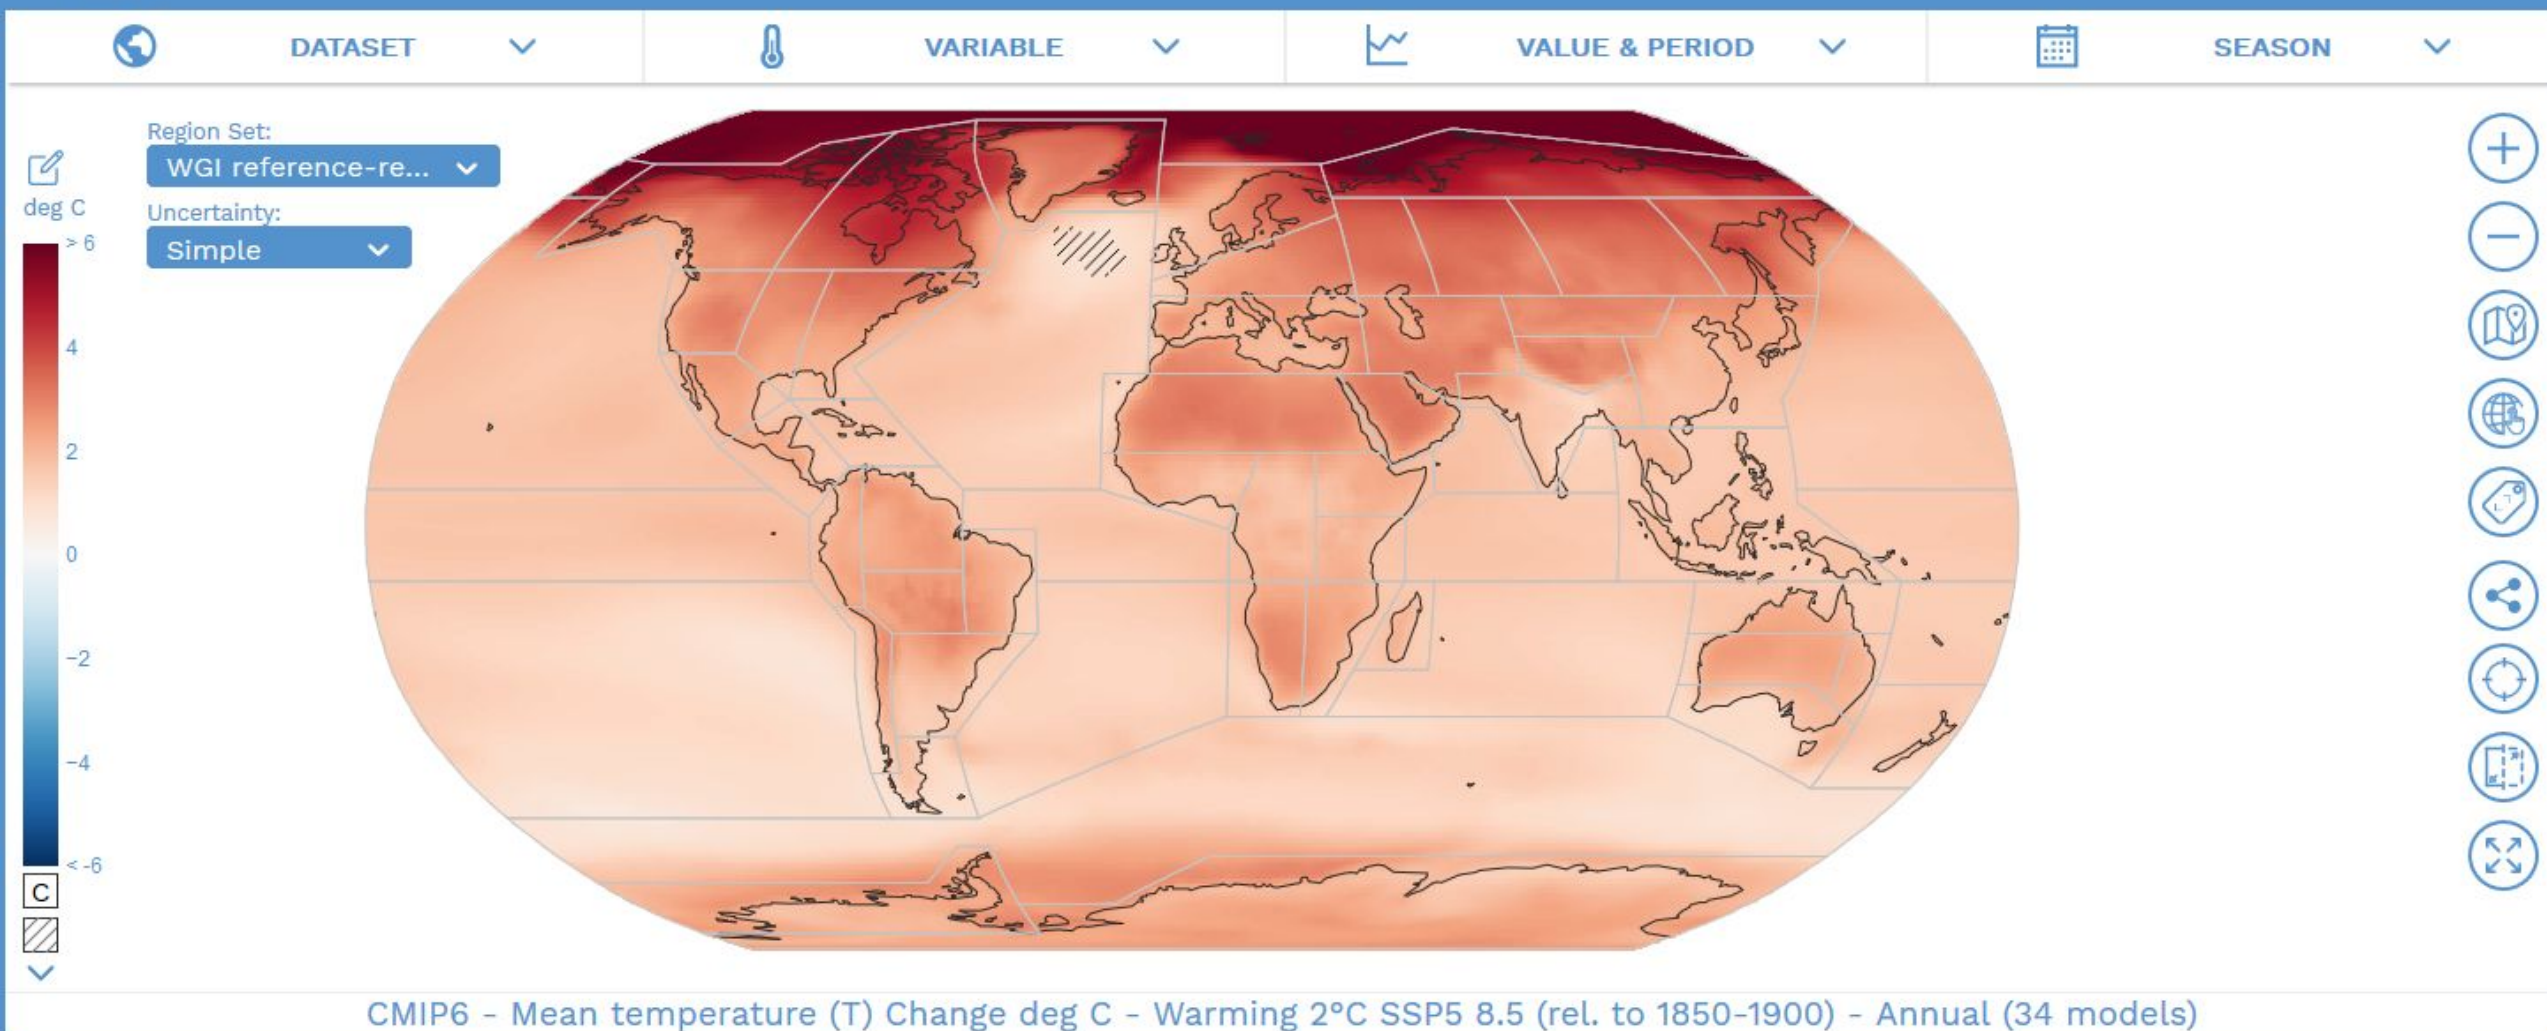 DATASET
VARIABLE
VALUE & PERIOD
SEASON
Region Set:
WGI reference-re...
deg C
Uncertainty:
Simple
> 6
4
2
0
−2
−4
< -6
C
CMIP6 - Mean temperature (T) Change deg C - Warming 2°C SSP5 8.5 (rel. to 1850-1900) - Annual (34 models)